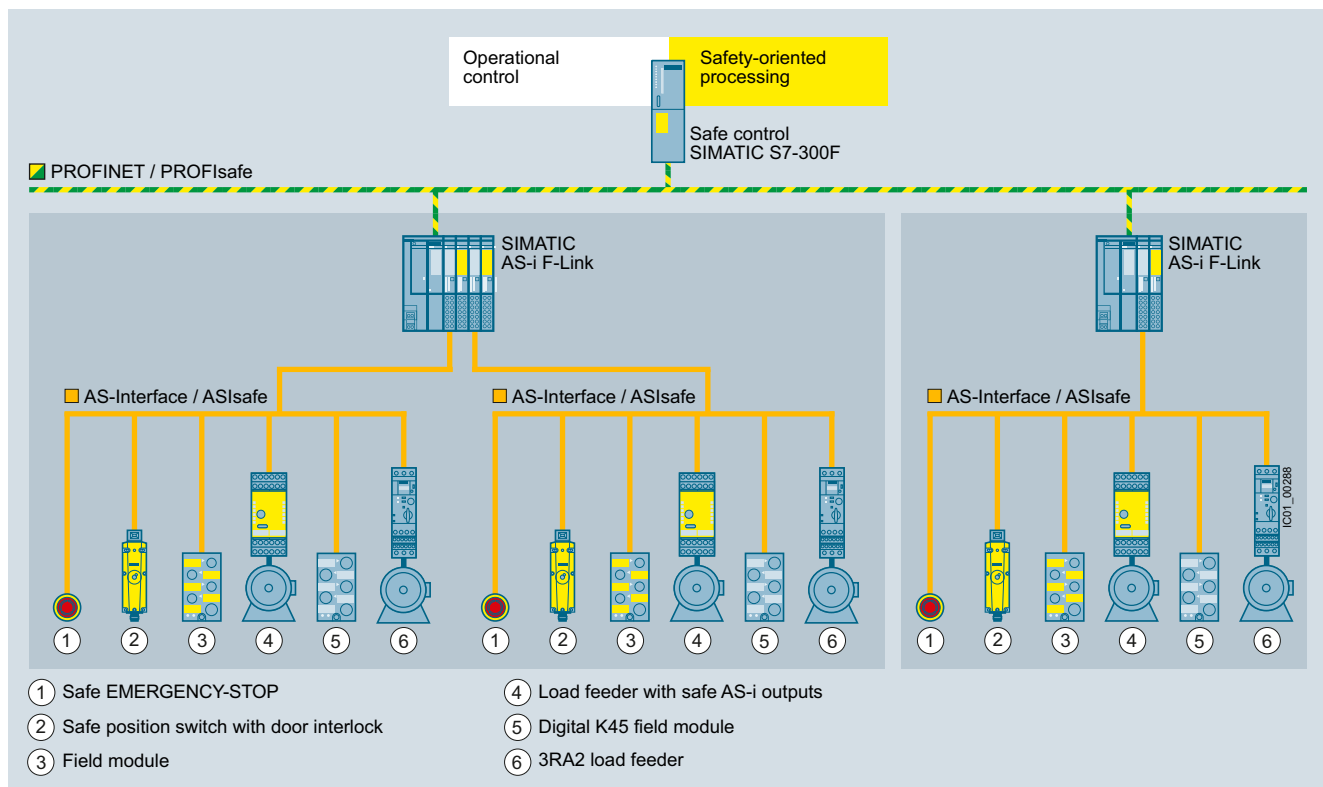 Operational
control
Safety-oriented
processing
Safe control
SIMATIC S7-300F
PROFINET / PROFIsafe
SIMATIC
AS-i F-Link
SIMATIC
AS-i F-Link
AS-Interface / ASIsafe
AS-Interface / ASIsafe
AS-Interface / ASIsafe
IC01_00288
1 2 3 4 5 6
1 2 3 4 5 6
1 2 3 4 5 6
1 Safe EMERGENCY-STOP
2 Safe position switch with door interlock
3 Field module
4 Load feeder with safe AS-i outputs
5 Digital K45 field module
6 3RA2 load feeder